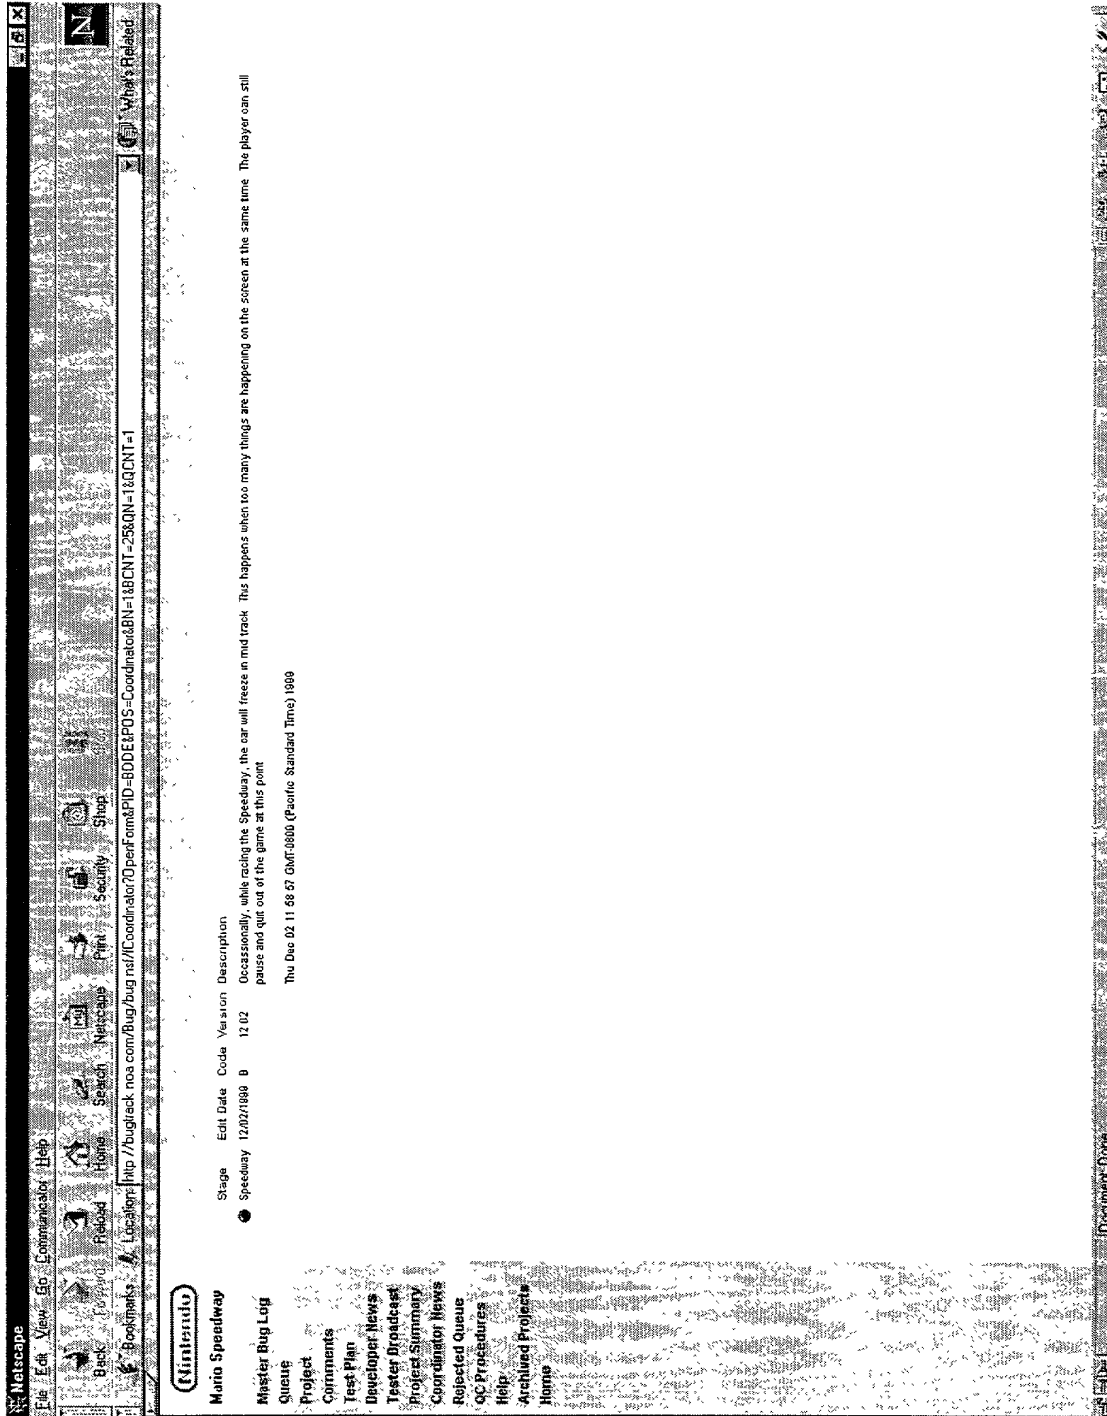 Netscape
File Edit View Go Communicator Help
Back Reload Home Search Netscape Print Security Shop
Bookmarks Location http //bugtrack noa com/Bug/bug nsf/ICoordinator?OpenForm&PID=BDDE&POS=Coordinator&BN=1&BCNT=25&QN=1&QCNT=1 What's Related
Nintendo
Mario Speedway
Master Bug Log
Queue
Project
Comments
Test Plan
Developer News
Tester Broadcast
Project Summary
Coordinator News
Rejected Queue
QC Procedures
Help
Archived Projects
Home
Stage Edit Date Code Version Description
Speedway 12/02/1999 B 12 02 Occassionally, while racing the Speedway, the car will freeze in mid track This happens when too many things are happening on the screen at the same time The player can still
pause and quit out of the game at this point
Thu Dec 02 11 58 57 GMT-0800 (Pacific Standard Time) 1999
Document Done